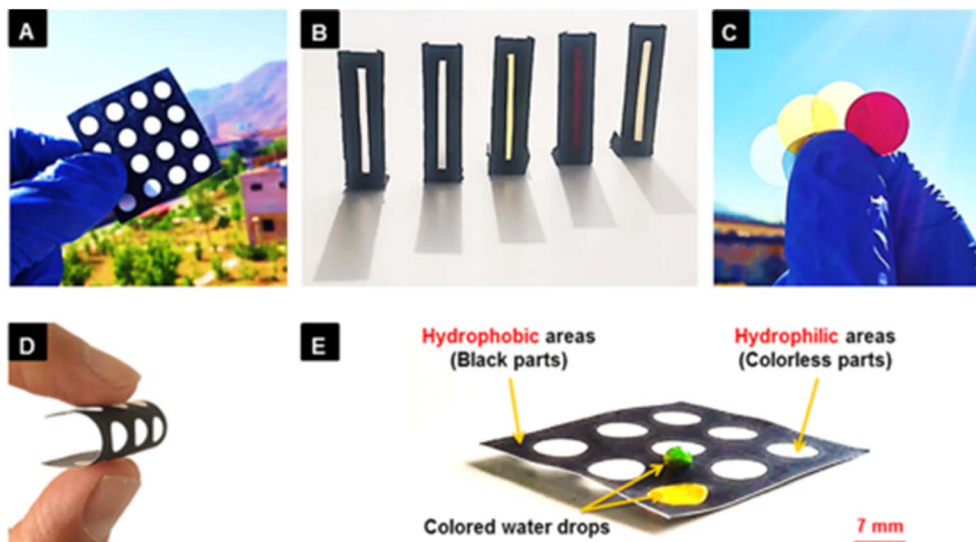 A
B
C
D
E
Hydrophobic areas
(Black parts)
Hydrophilic areas
(Colorless parts)
Colored water drops
7 mm